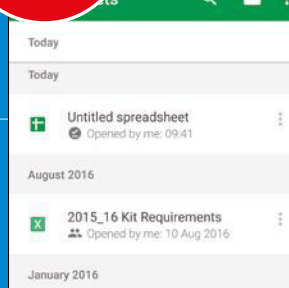 Today
Today
Untitled spreadsheet
Opened by me: 09:41
August 2016
2015_16 Kit Requirements
Opened by me: 10 Aug 2016
January 2016